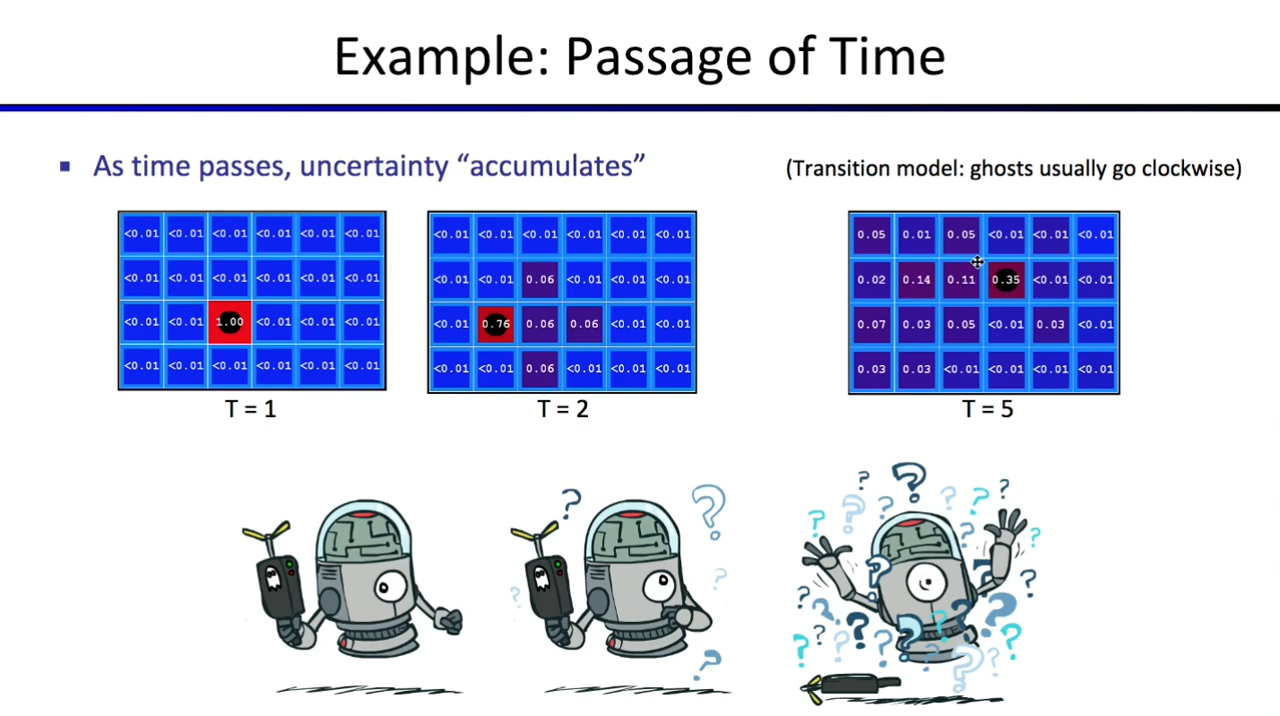 Example: Passage of Time
▪ As time passes, uncertainty “accumulates”
(Transition model: ghosts usually go clockwise)
<0.01 <0.01 <0.01 <0.01 <0.01 <0.01
<0.01 <0.01 <0.01 <0.01 <0.01 <0.01
<0.01 <0.01 1.00 <0.01 <0.01 <0.01
<0.01 <0.01 <0.01 <0.01 <0.01 <0.01
T = 1
<0.01 <0.01 <0.01 <0.01 <0.01 <0.01
<0.01 <0.01 0.06 <0.01 <0.01 <0.01
<0.01 0.76 0.06 0.06 <0.01 <0.01
<0.01 <0.01 0.06 <0.01 <0.01 <0.01
T = 2
0.05 0.01 0.05 <0.01 <0.01 <0.01
0.02 0.14 0.11 0.35 <0.01 <0.01
0.07 0.03 0.05 <0.01 0.03 <0.01
0.03 0.03 <0.01 <0.01 <0.01 <0.01
T = 5